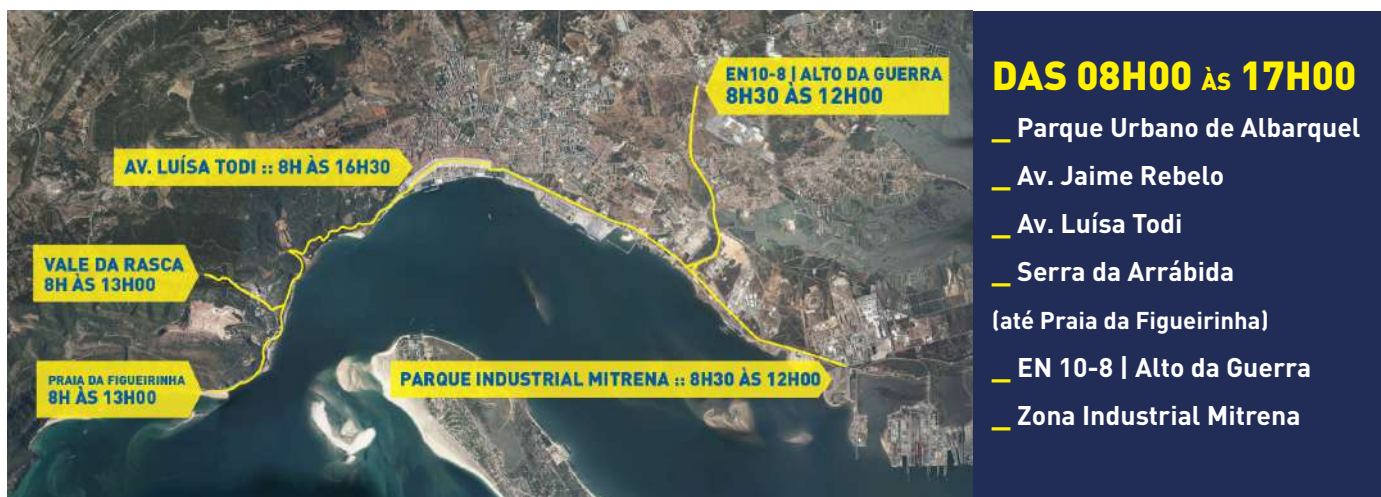 EN10-8 | ALTO DA GUERRA
8H30 ÀS 12H00
AV. LUÍSA TODI :: 8H ÀS 16H30
VALE DA RASCA
8H ÀS 13H00
PRAIA DA FIGUEIRINHA
8H ÀS 13H00
PARQUE INDUSTRIAL MITRENA :: 8H30 ÀS 12H00
DAS 08H00 ÀS 17H00
_ Parque Urbano de Albarquel
_ Av. Jaime Rebelo
_ Av. Luísa Todi
_ Serra da Arrábida
(até Praia da Figueirinha)
_ EN 10-8 | Alto da Guerra
_ Zona Industrial Mitrena